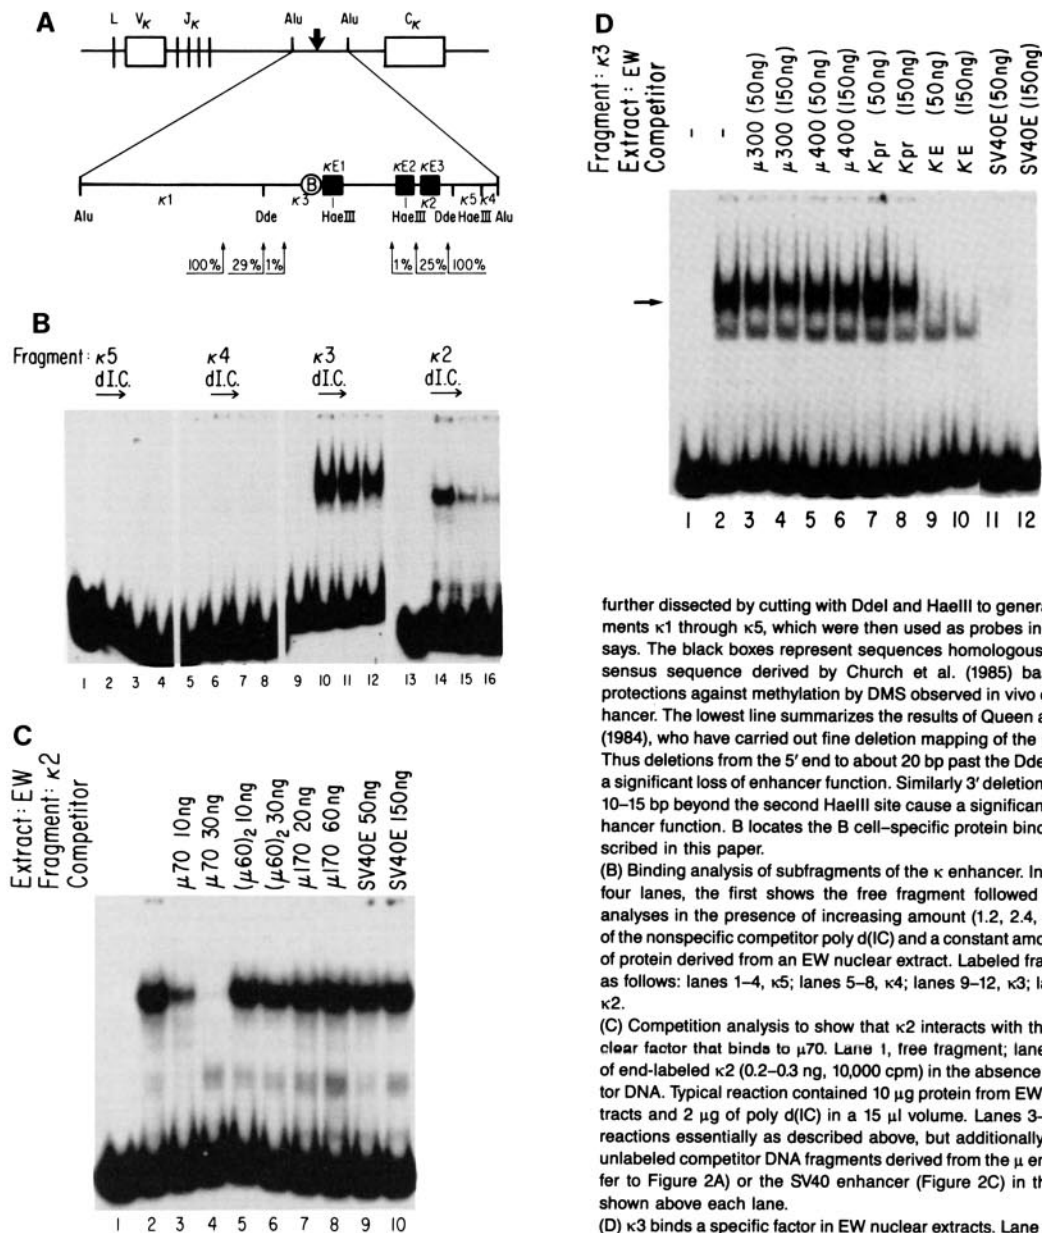 A
L Vκ Jκ Alu Alu Cκ
κE1 κE2 κE3
B
κ1 κ3 κ2 κ5 κ4
Alu Dde HaeIII HaeIII Dde HaeIII Alu
100% 29% 1% 1% 25% 100%
B
Fragment: κ5 κ4 κ3 κ2
dI.C. dI.C. dI.C. dI.C.
1 2 3 4 5 6 7 8 9 10 11 12 13 14 15 16
C
Extract: EW
Fragment: κ2
Competitor
μ70 10ng
μ70 30ng
(μ60)₂ 10ng
(μ60)₂ 30ng
μ170 20ng
μ170 60ng
SV40E 50ng
SV40E 150ng
1 2 3 4 5 6 7 8 9 10
D
Fragment: κ3
Extract: EW
Competitor
-
-
μ300 (50ng)
μ300 (150ng)
μ400 (50ng)
μ400 (150ng)
κpr (50ng)
κpr (150ng)
κE (50ng)
κE (150ng)
SV40E (50ng)
SV40E (150ng)
1 2 3 4 5 6 7 8 9 10 11 12
further dissected by cutting with DdeI and HaeIII to genera
ments κ1 through κ5, which were then used as probes in
says. The black boxes represent sequences homologous
sensus sequence derived by Church et al. (1985) ba
protections against methylation by DMS observed in vivo
hancer. The lowest line summarizes the results of Queen a
(1984), who have carried out fine deletion mapping of the
Thus deletions from the 5′ end to about 20 bp past the Dde
a significant loss of enhancer function. Similarly 3′ deletion
10–15 bp beyond the second HaeIII site cause a significan
hancer function. B locates the B cell–specific protein bind
scribed in this paper.
(B) Binding analysis of subfragments of the κ enhancer. In
four lanes, the first shows the free fragment followed
analyses in the presence of increasing amount (1.2, 2.4,
of the nonspecific competitor poly d(IC) and a constant amo
of protein derived from an EW nuclear extract. Labeled fra
as follows: lanes 1–4, κ5; lanes 5–8, κ4; lanes 9–12, κ3; la
κ2.
(C) Competition analysis to show that κ2 interacts with th
clear factor that binds to μ70. Lane 1, free fragment; lane
of end-labeled κ2 (0.2–0.3 ng, 10,000 cpm) in the absence
tor DNA. Typical reaction contained 10 μg protein from EW
tracts and 2 μg of poly d(IC) in a 15 μl volume. Lanes 3–
reactions essentially as described above, but additionally
unlabeled competitor DNA fragments derived from the μ en
fer to Figure 2A) or the SV40 enhancer (Figure 2C) in th
shown above each lane.
(D) κ3 binds a specific factor in EW nuclear extracts. Lane